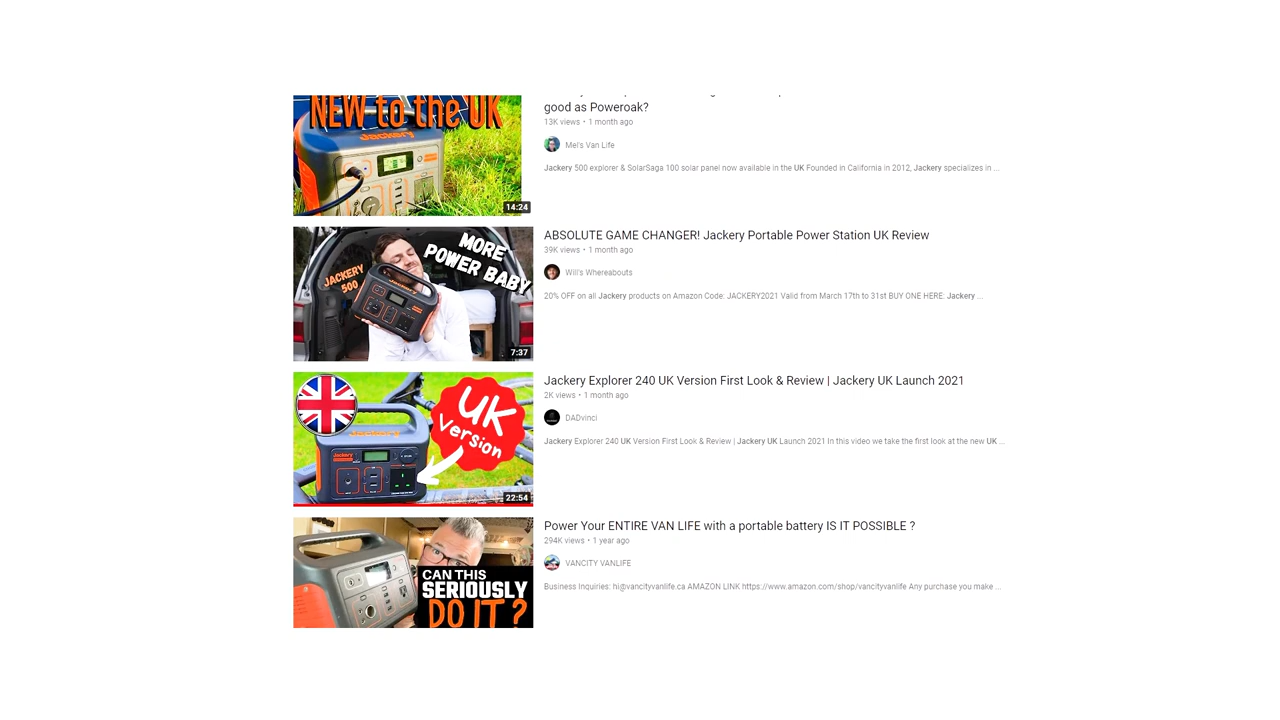 NEW to the UK
Jackery
14:24
good as Poweroak?
13K views • 1 month ago
Mel's Van Life
Jackery 500 explorer & SolarSaga 100 solar panel now available in the UK Founded in California in 2012, Jackery specializes in ...
MORE
POWER BABY
JACKERY
500
Jackery
7:37
ABSOLUTE GAME CHANGER! Jackery Portable Power Station UK Review
39K views • 1 month ago
Will's Whereabouts
20% OFF on all Jackery products on Amazon Code: JACKERY2021 Valid from March 17th to 31st BUY ONE HERE: Jackery ...
UK
Version
Jackery
22:54
Jackery Explorer 240 UK Version First Look & Review | Jackery UK Launch 2021
2K views • 1 month ago
DADvinci
Jackery Explorer 240 UK Version First Look & Review | Jackery UK Launch 2021 In this video we take the first look at the new UK ...
CAN THIS
SERIOUSLY
DO IT ?
Power Your ENTIRE VAN LIFE with a portable battery IS IT POSSIBLE ?
294K views • 1 year ago
VANCITY VANLIFE
Business Inquiries: hi@vancityvanlife.ca AMAZON LINK https://www.amazon.com/shop/vancityvanlife Any purchase you make ...